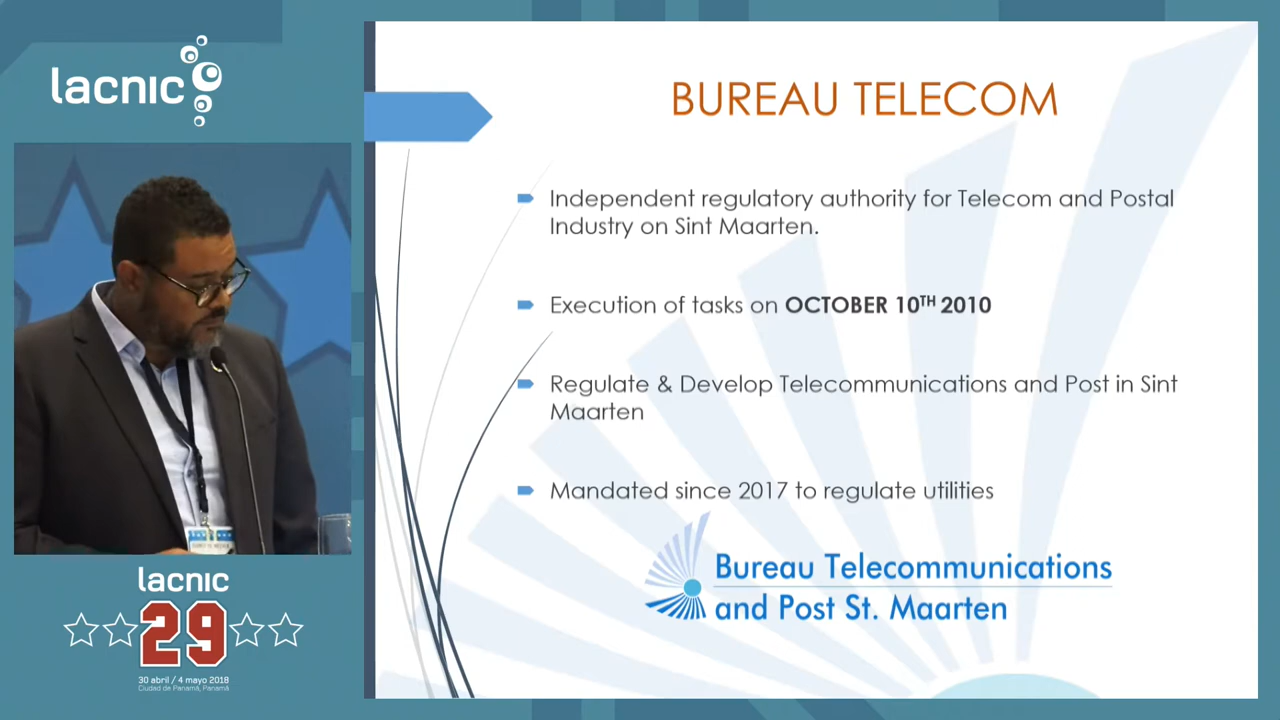 lacnic
BUREAU TELECOM
Independent regulatory authority for Telecom and Postal
Industry on Sint Maarten.
Execution of tasks on OCTOBER 10TH 2010
Regulate & Develop Telecommunications and Post in Sint
Maarten
Mandated since 2017 to regulate utilities
Bureau Telecommunications
and Post St. Maarten
lacnic
29
30 abril / 4 mayo 2018
Ciudad de Panamá, Panamá